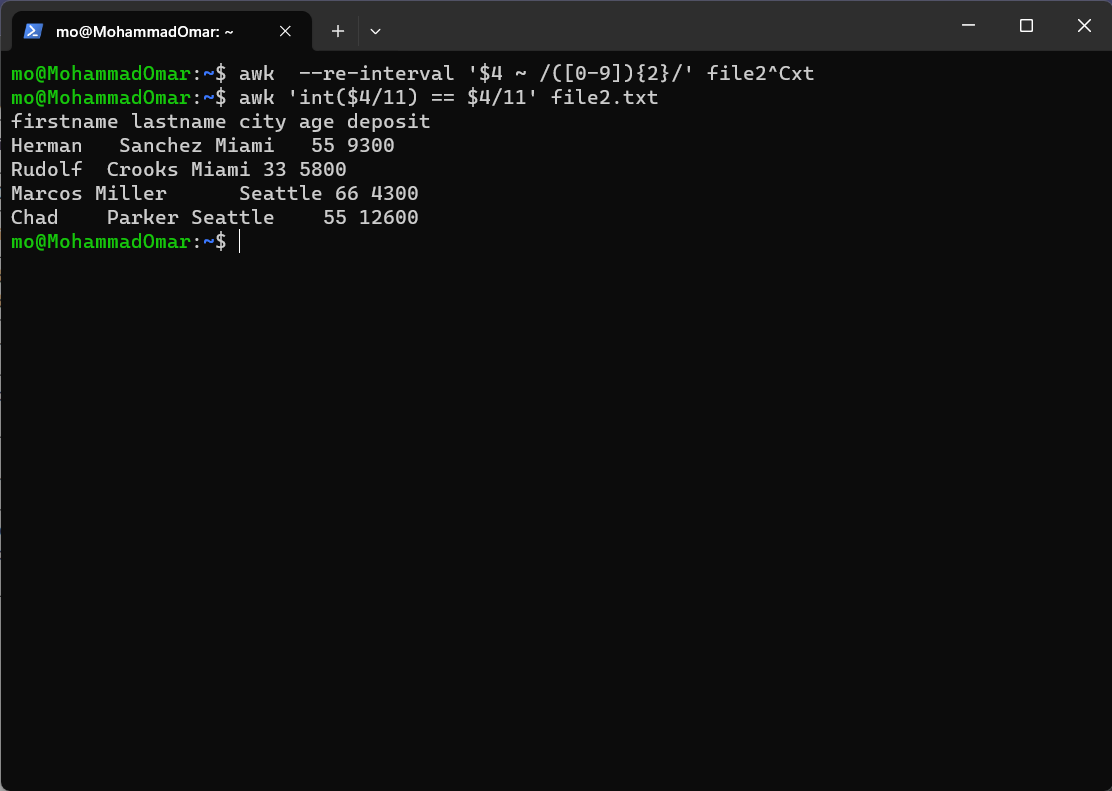 mo@MohammadOmar: ~
mo@MohammadOmar:~$ awk  --re-interval '$4 ~ /([0-9]){2}/' file2^Cxt
mo@MohammadOmar:~$ awk 'int($4/11) == $4/11' file2.txt
firstname lastname city age deposit
Herman   Sanchez Miami   55 9300
Rudolf  Crooks Miami 33 5800
Marcos Miller      Seattle 66 4300
Chad    Parker Seattle    55 12600
mo@MohammadOmar:~$